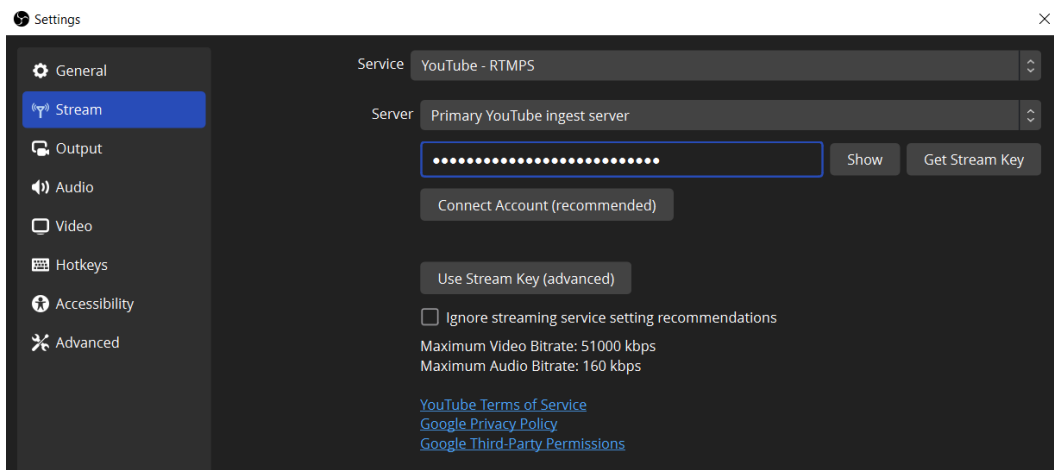 Settings
General
Stream
Output
Audio
Video
Hotkeys
Accessibility
Advanced
Service YouTube - RTMPS
Server Primary YouTube ingest server
••••••••••••••••••••••••••• Show Get Stream Key
Connect Account (recommended)
Use Stream Key (advanced)
Ignore streaming service setting recommendations
Maximum Video Bitrate: 51000 kbps
Maximum Audio Bitrate: 160 kbps
YouTube Terms of Service
Google Privacy Policy
Google Third-Party Permissions